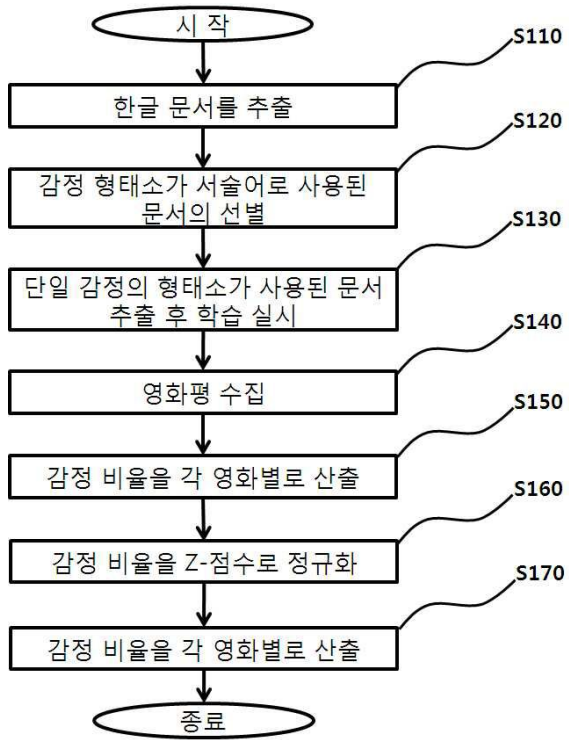 시 작
S110
한글 문서를 추출
S120
감정 형태소가 서술어로 사용된
문서의 선별
S130
단일 감정의 형태소가 사용된 문서
추출 후 학습 실시
S140
영화평 수집
S150
감정 비율을 각 영화별로 산출
S160
감정 비율을 Z-점수로 정규화
S170
감정 비율을 각 영화별로 산출
종료